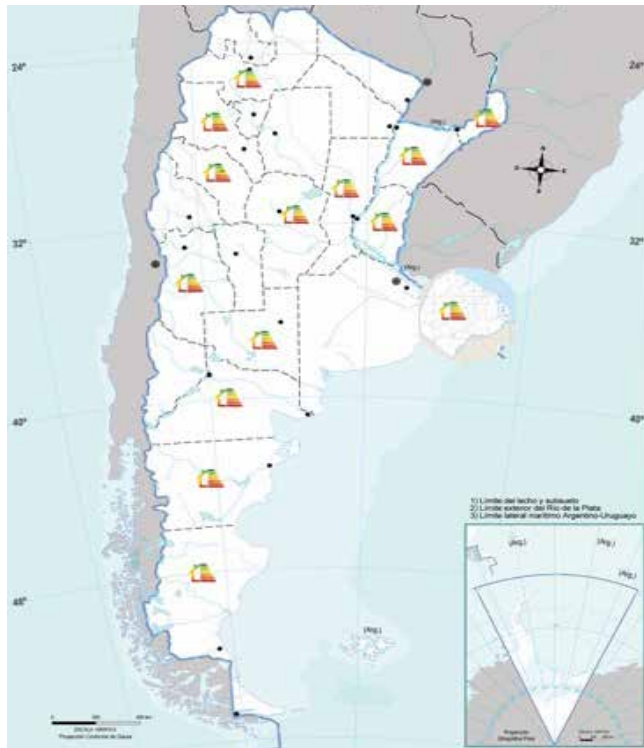 24°
24°
(Arg.)
32°
32°
(Arg.)
40°
40°
1) Límite del lecho y subsuelo
2) Límite exterior del Río de la Plata
3) Límite lateral marítimo Argentino-Uruguayo
(Arg.)
(Arg.)
(Arg.)
48°
(Arg.)